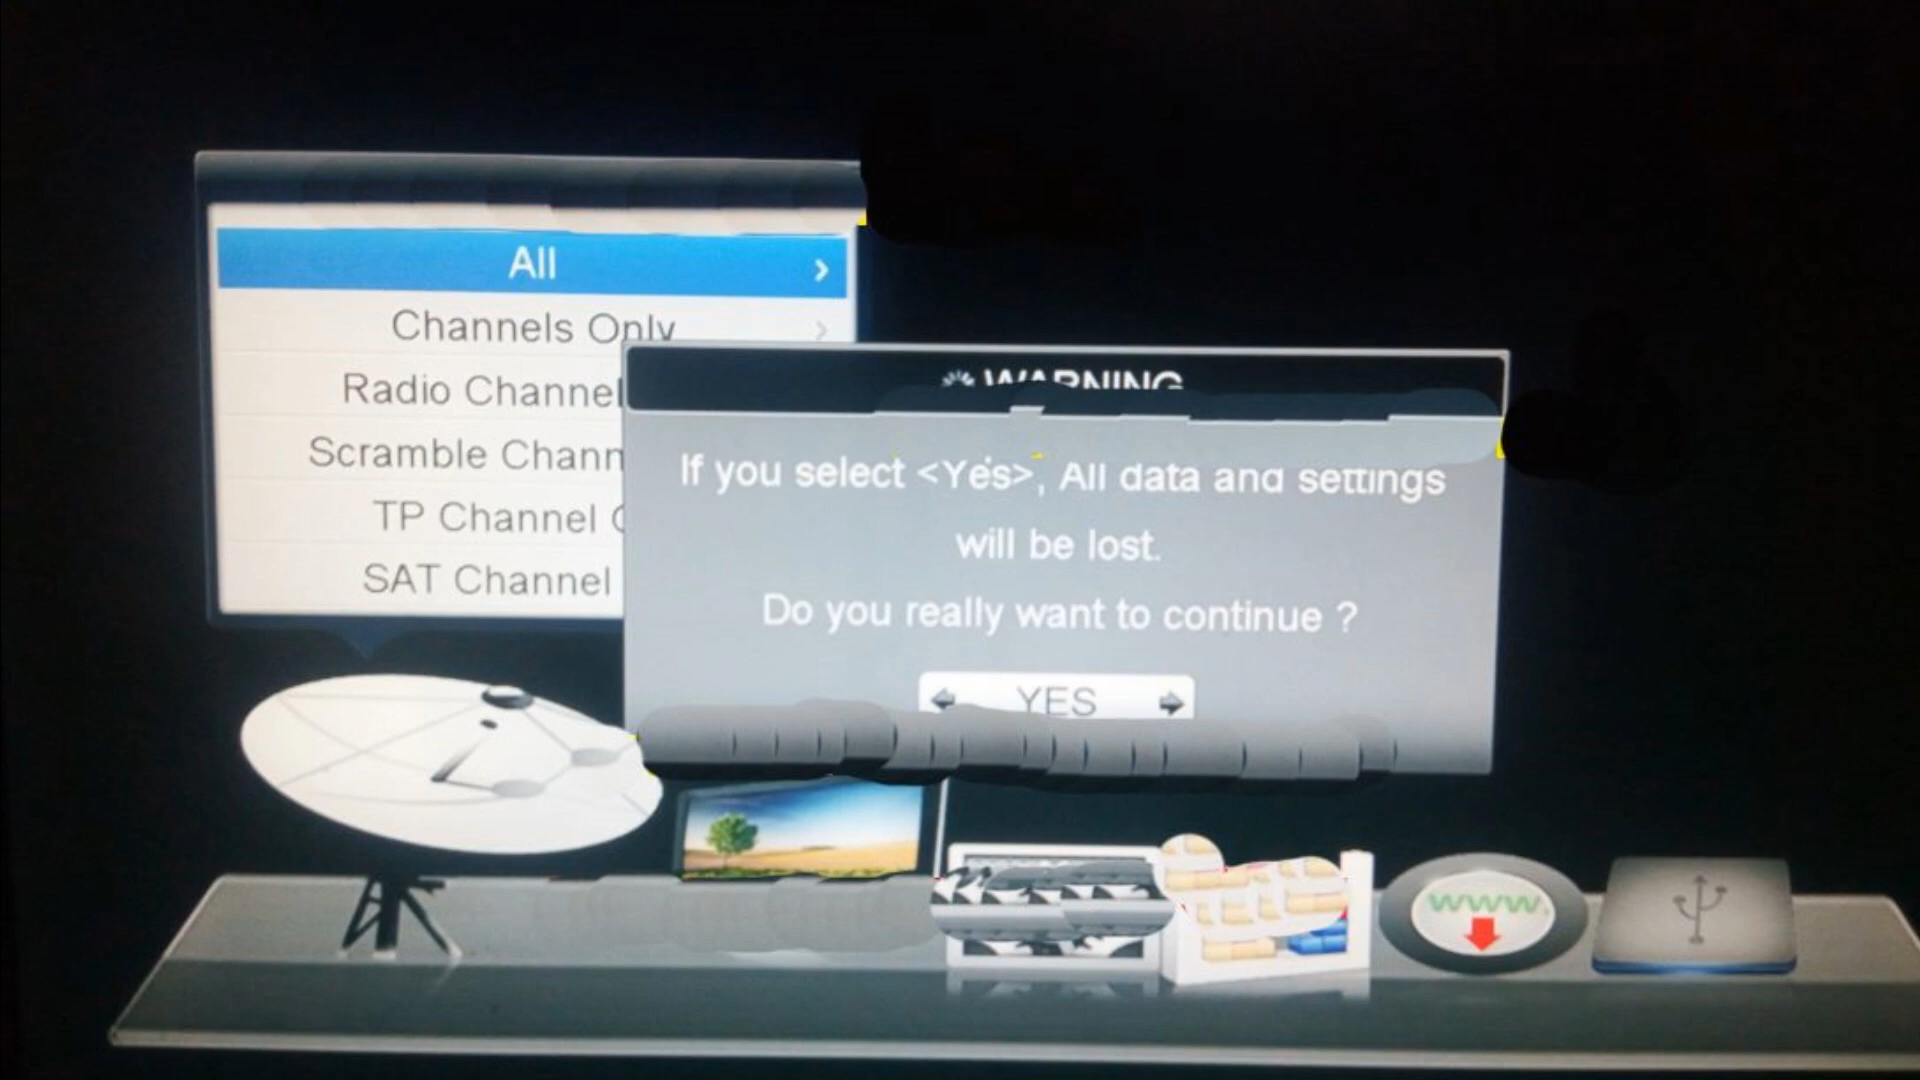 All
Channels Only
Radio Channel
Scramble Chann
TP Channel
SAT Channel
WARNING
If you select <Yes>, All data and settings
will be lost.
Do you really want to continue ?
YES
www.